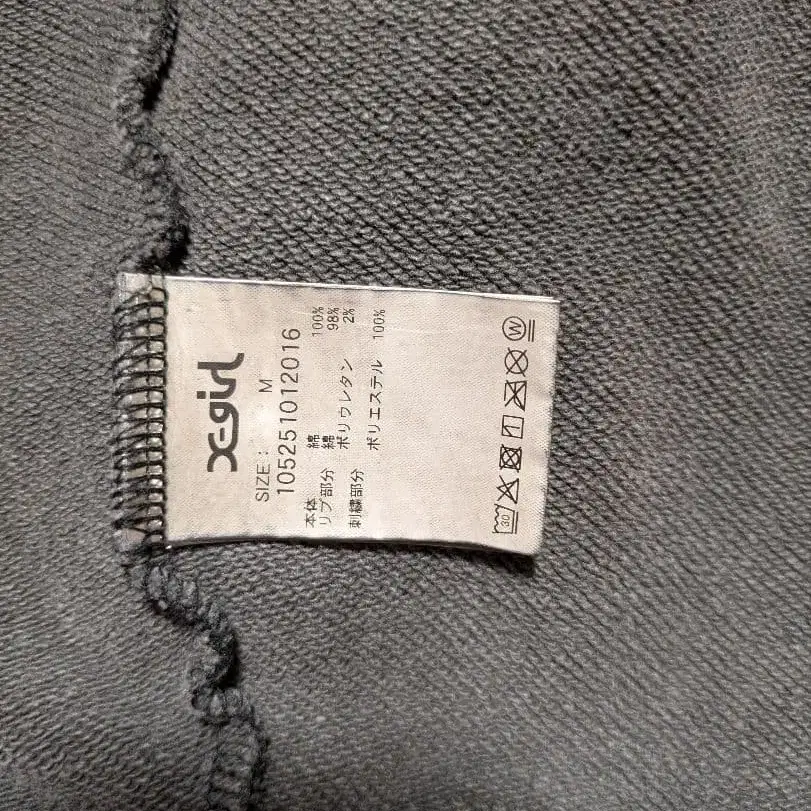 X-girl
SIZE: M
105251012016
本体 綿 100%
リブ部分 綿 98%
ポリウレタン 2%
刺繍部分 ポリエステル 100%
30 W